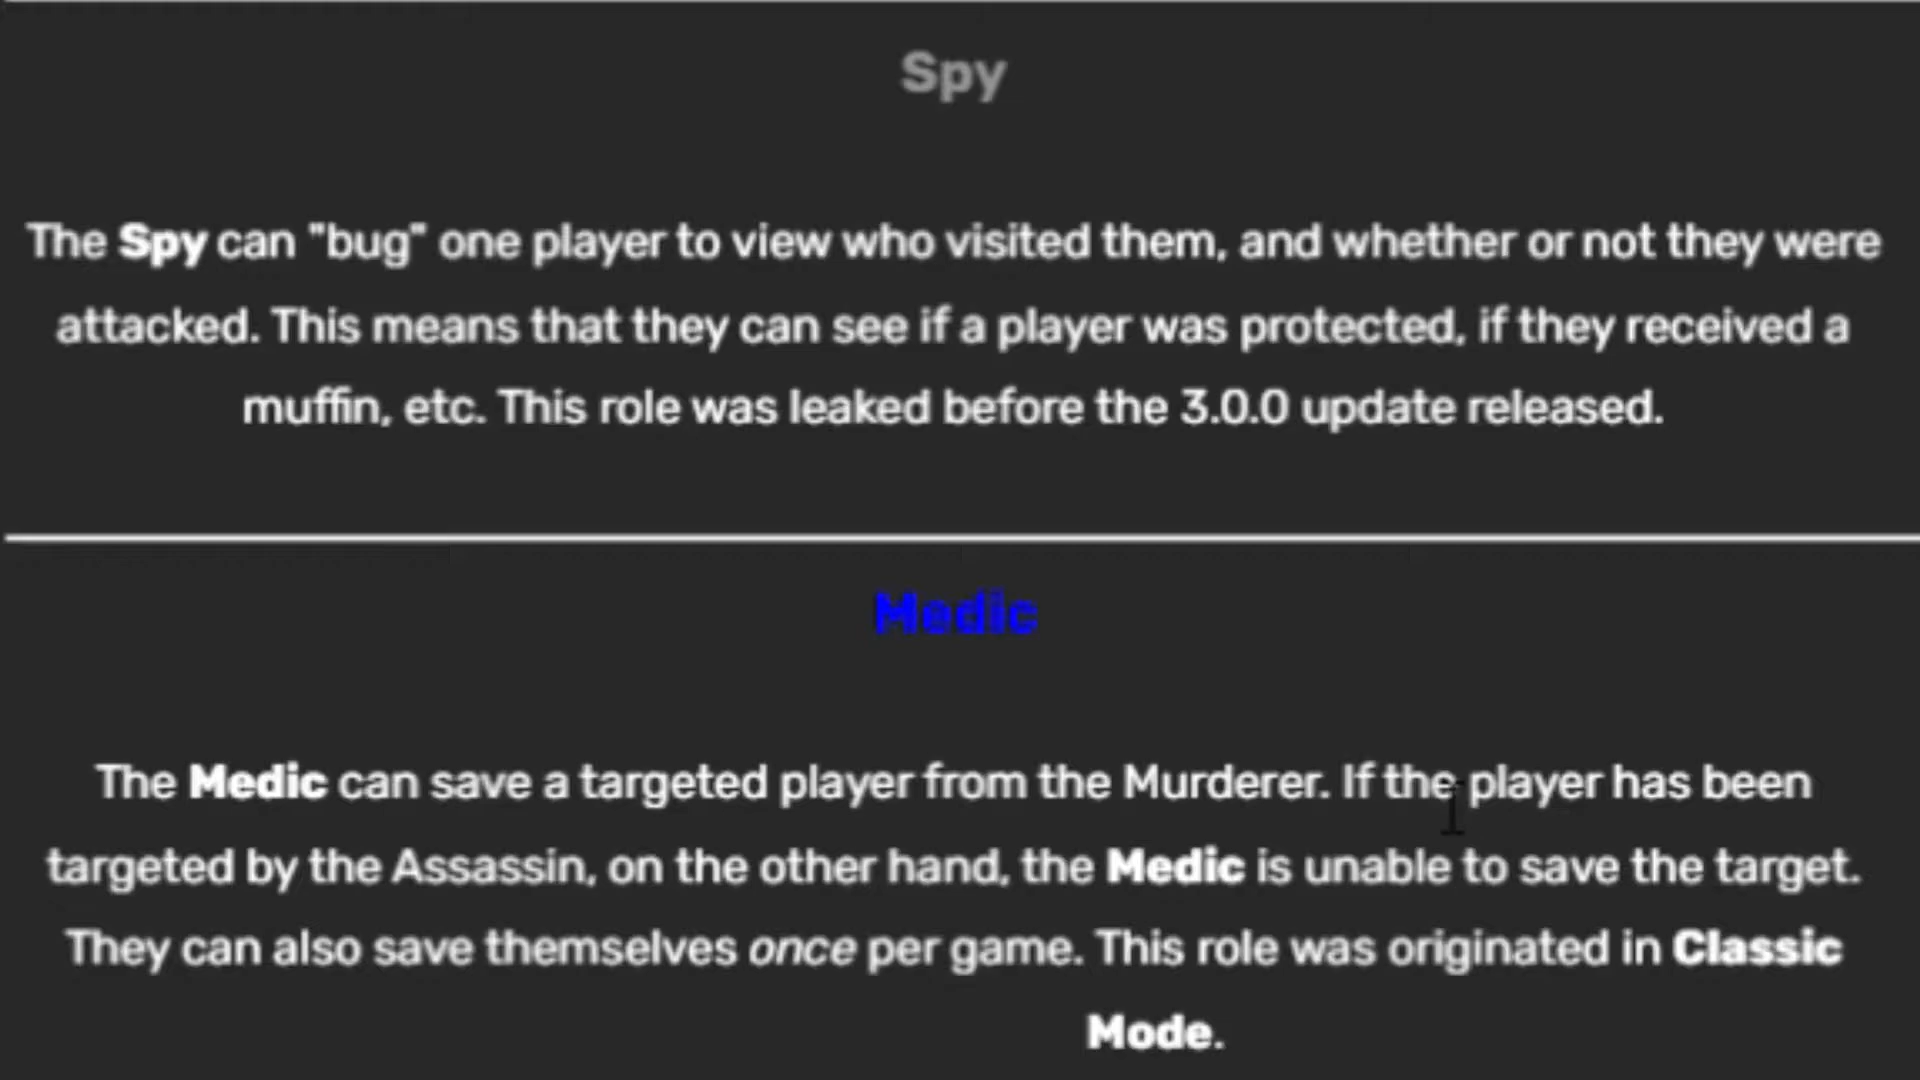 Spy
The Spy can "bug" one player to view who visited them, and whether or not they were
attacked. This means that they can see if a player was protected, if they received a
muffin, etc. This role was leaked before the 3.0.0 update released.
Medic
The Medic can save a targeted player from the Murderer. If the player has been
targeted by the Assassin, on the other hand, the Medic is unable to save the target.
They can also save themselves once per game. This role was originated in Classic
Mode.